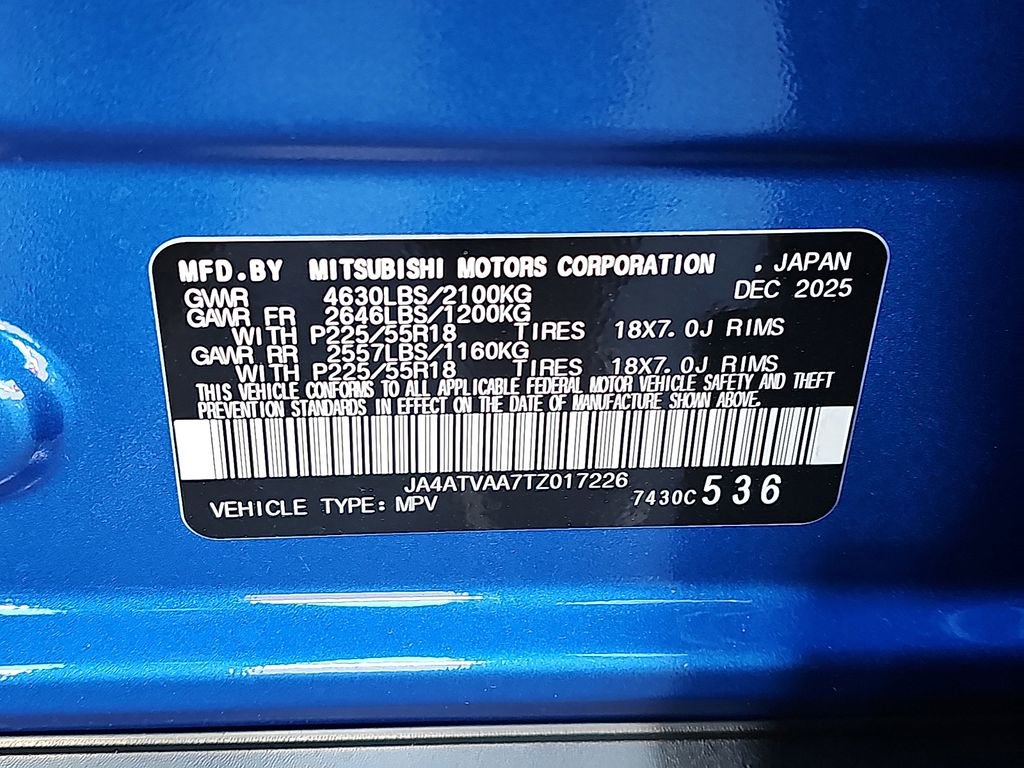 MFD.BY MITSUBISHI MOTORS CORPORATION . JAPAN
GVWR 4630LBS/2100KG DEC 2025
GAWR FR 2646LBS/1200KG
WITH P225/55R18 TIRES 18X7.0J RIMS
GAWR RR 2557LBS/1160KG
WITH P225/55R18 TIRES 18X7.0J RIMS
THIS VEHICLE CONFORMS TO ALL APPLICABLE FEDERAL MOTOR VEHICLE SAFETY AND THEFT
PREVENTION STANDARDS IN EFFECT ON THE DATE OF MANUFACTURE SHOWN ABOVE.
JA4ATVAA7TZ017226
VEHICLE TYPE: MPV 7430C 536